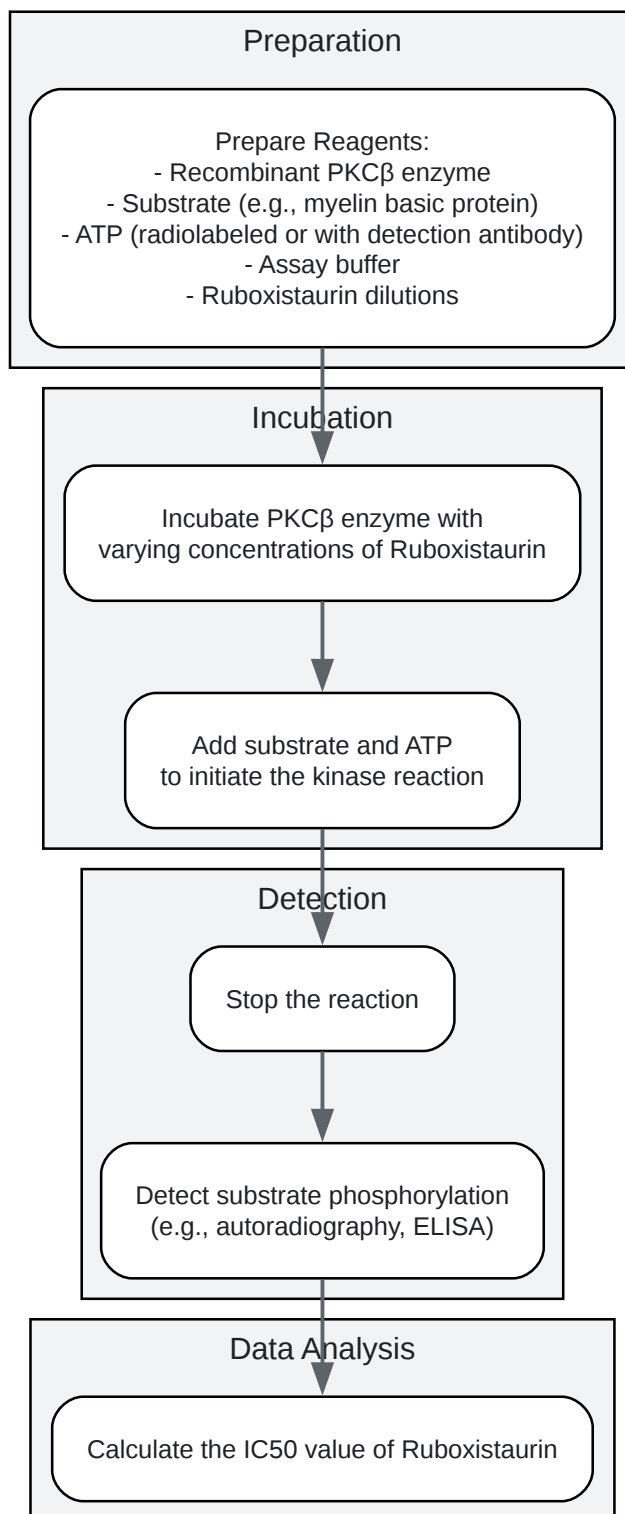 Preparation
Prepare Reagents:
- Recombinant PKCβ enzyme
- Substrate (e.g., myelin basic protein)
- ATP (radiolabeled or with detection antibody)
- Assay buffer
- Ruboxistaurin dilutions
Incubation
Incubate PKCβ enzyme with
varying concentrations of Ruboxistaurin
Add substrate and ATP
to initiate the kinase reaction
Detection
Stop the reaction
Detect substrate phosphorylation
(e.g., autoradiography, ELISA)
Data Analysis
Calculate the IC50 value of Ruboxistaurin